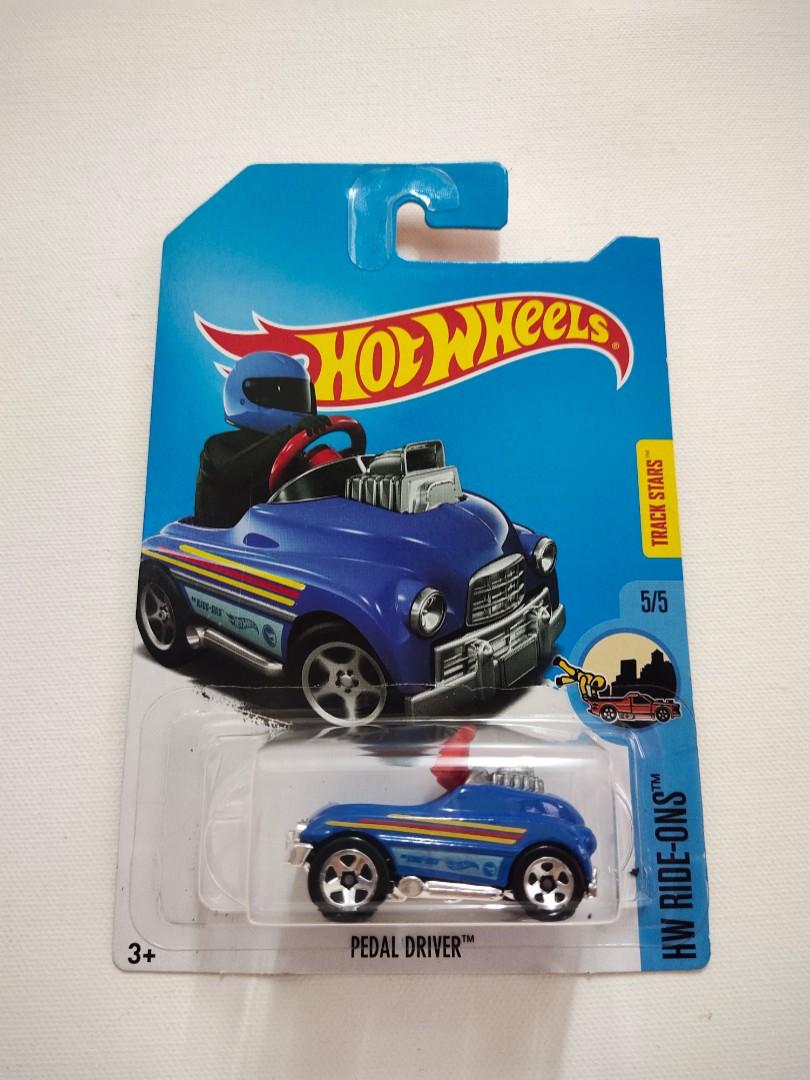 HOT WHEELS®
TRACK STARS™
5/5
HW RIDE-ONS™
3+
PEDAL DRIVER™